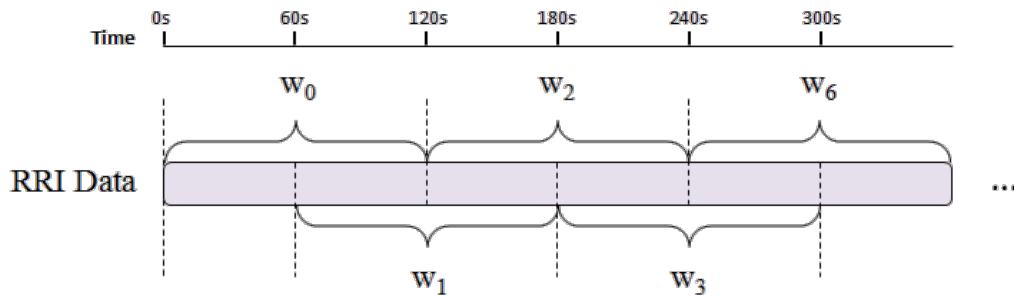 0s 60s 120s 180s 240s 300s
Time
w₀ w₂ w₆
RRI Data ...
w₁ w₃